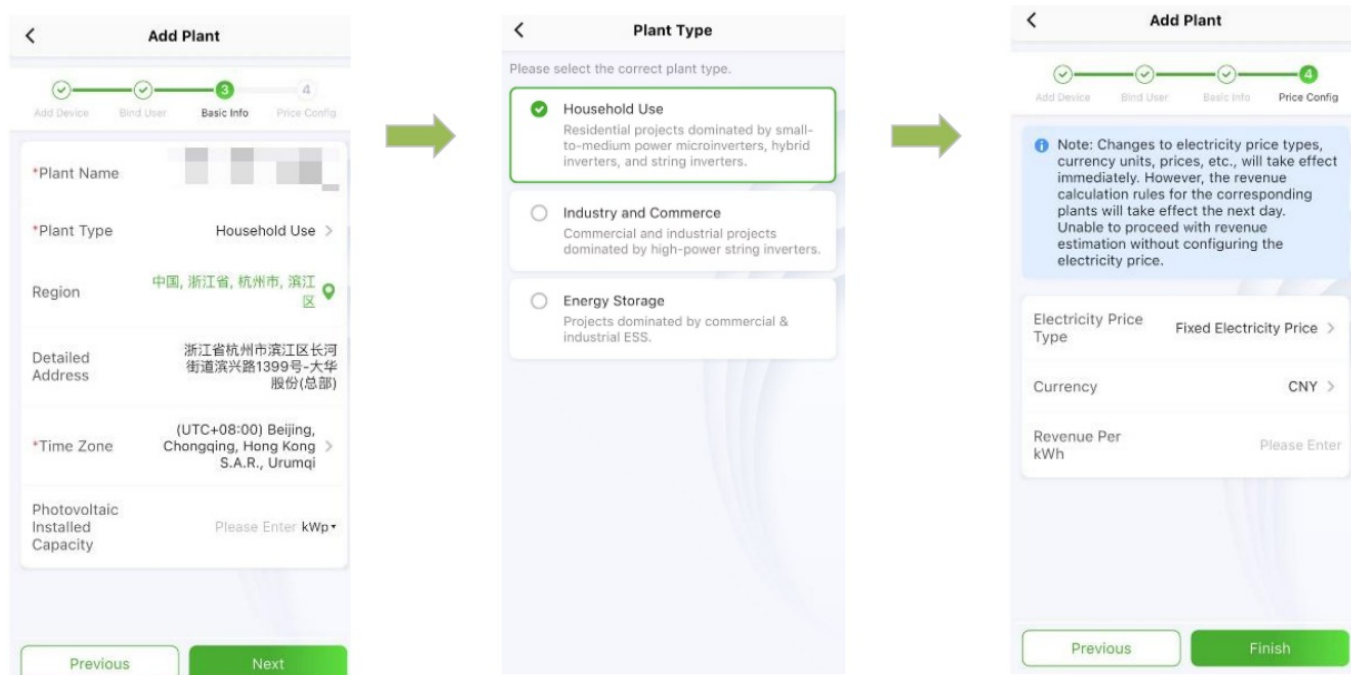 Add Plant
3
4
Add Device
Bind User
Basic Info
Price Config
*Plant Name
*Plant Type
Household Use >
Region
中国, 浙江省, 杭州市, 滨江
区
Detailed
Address
浙江省杭州市滨江区长河
街道滨兴路1399号-大华
股份(总部)
*Time Zone
(UTC+08:00) Beijing,
Chongqing, Hong Kong >
S.A.R., Urumqi
Photovoltaic
Installed
Capacity
Please Enter kWp
Previous
Next
Plant Type
Please select the correct plant type.
Household Use
Residential projects dominated by small-
to-medium power microinverters, hybrid
inverters, and string inverters.
Industry and Commerce
Commercial and industrial projects
dominated by high-power string inverters.
Energy Storage
Projects dominated by commercial &
industrial ESS.
Add Plant
4
Add Device
Bind User
Basic Info
Price Config
Note: Changes to electricity price types,
currency units, prices, etc., will take effect
immediately. However, the revenue
calculation rules for the corresponding
plants will take effect the next day.
Unable to proceed with revenue
estimation without configuring the
electricity price.
Electricity Price
Type
Fixed Electricity Price >
Currency
CNY >
Revenue Per
kWh
Please Enter
Previous
Finish